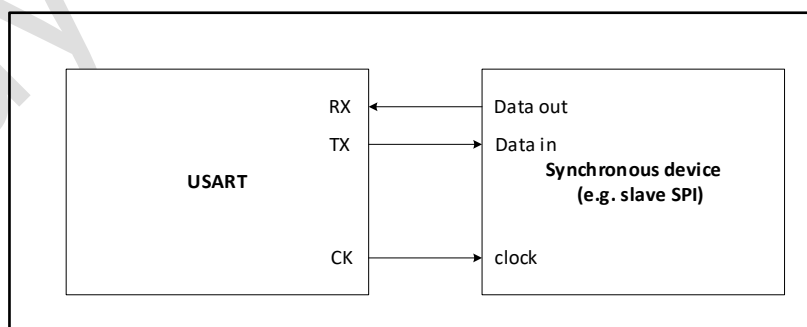 RX
Data out
TX
Data in
USART
Synchronous device
(e.g. slave SPI)
CK
clock